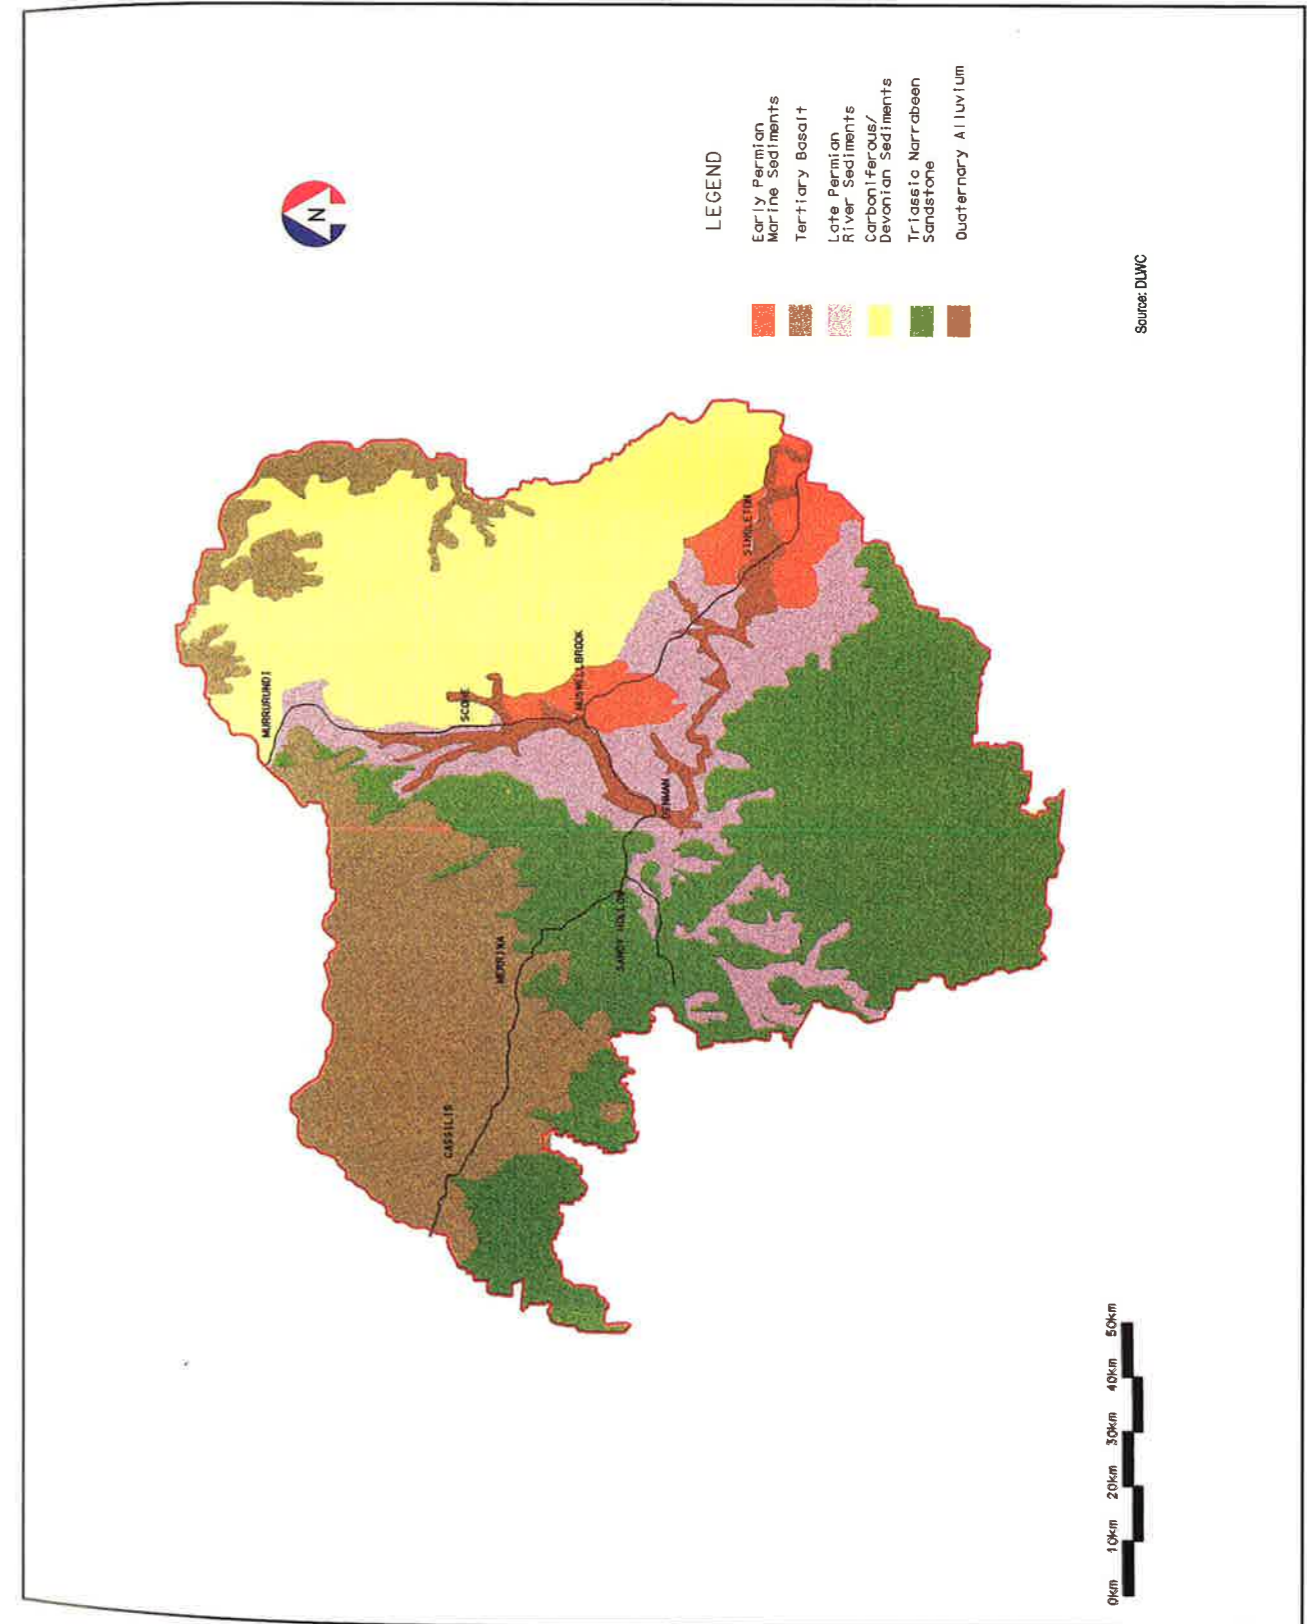 N
LEGEND
Early Permian
Marine Sediments
Tertiary Basalt
Late Permian
River Sediments
Carboniferous/
Devonian Sediments
Triassic Narrabeen
Sandstone
Quaternary Alluvium
MURRURUNDI
SCONE
MUSWELLBROOK
SINGLETON
DENMAN
SANDY HOLLOW
MERRIWA
CASSILIS
Source: DLWC
0km 10km 20km 30km 40km 50km